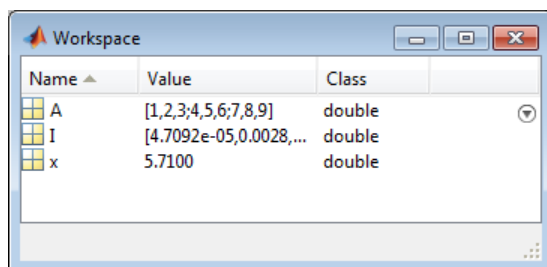 Workspace
Name Value Class
A [1,2,3;4,5,6;7,8,9] double
I [4.7092e-05,0.0028,... double
x 5.7100 double